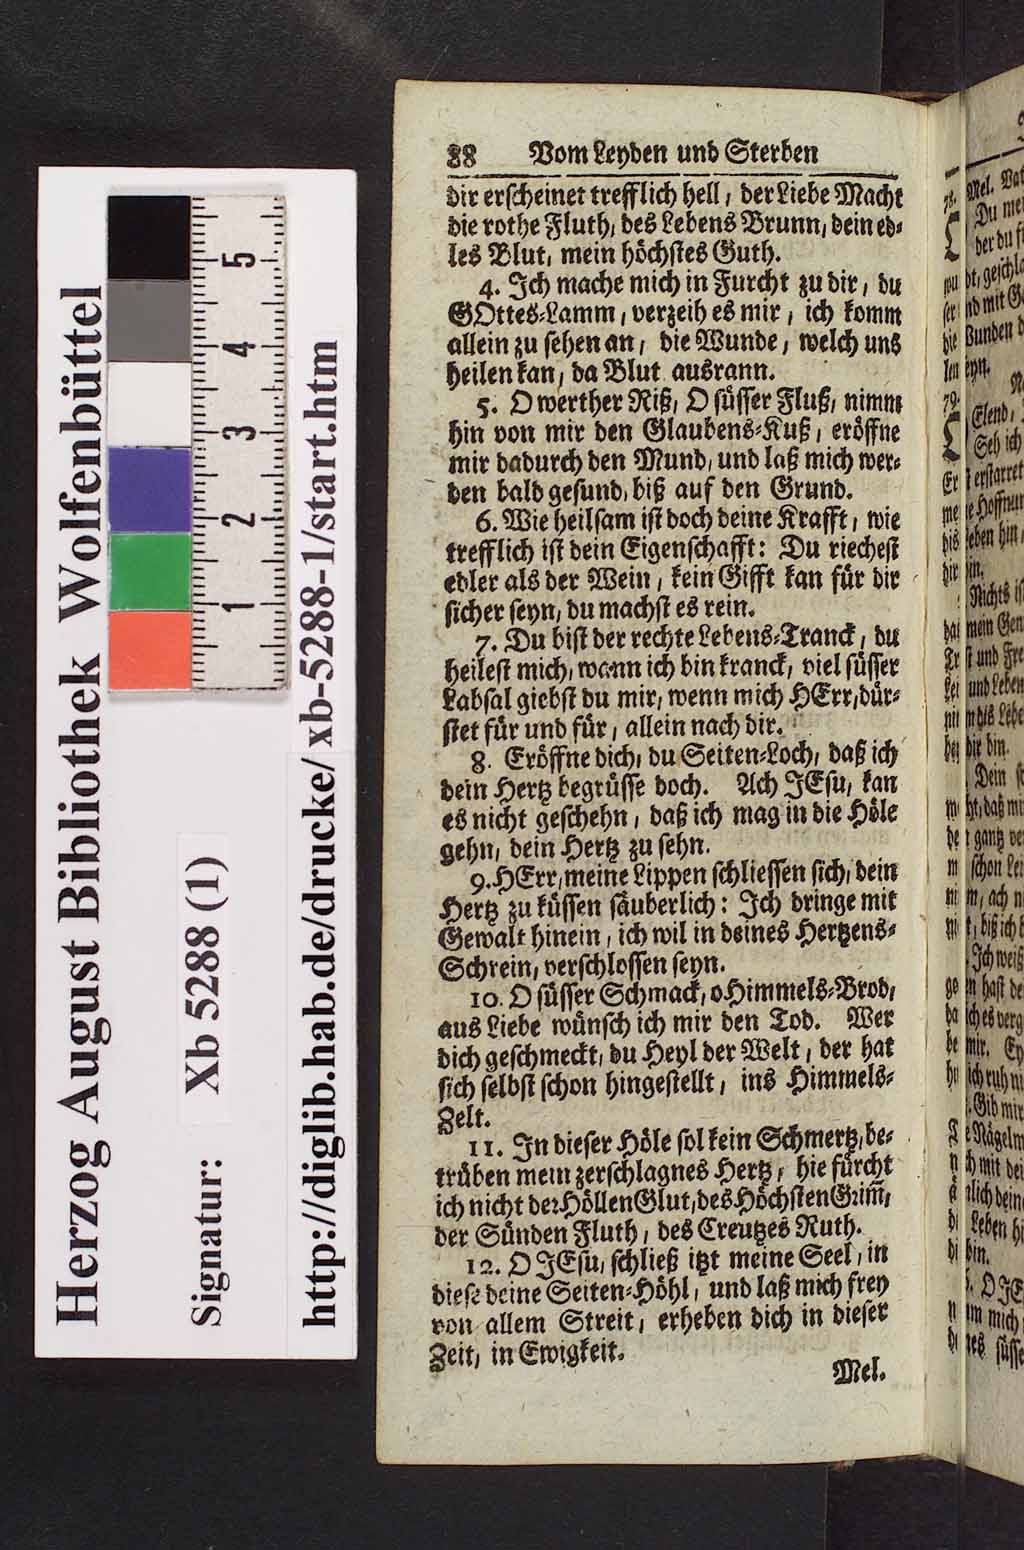 Herzog August Bibliothek Wolfenbüttel
Signatur: Xb 5288 (1)
http://diglib.hab.de/drucke/xb-5288-1/start.htm
1
2
3
4
5
88 Vom Leyden und Sterben
dir erscheinet trefflich hell, der Liebe Macht
die rothe Fluth, des Lebens Brunn, dein ed-
les Blut, mein höchstes Guth.
4. Ich mache mich in Furcht zu dir, du
GOttes-Lamm, verzeih es mir, ich komm
allein zu sehen an, die Wunde, welch uns
heilen kan, da Blut ausrann.
5. O werther Riß, O süsser Fluß, nimm
hin von mir den Glaubens-Kuß, eröffne
mir dadurch den Mund, und laß mich wer-
den bald gesund, biß auf den Grund.
6. Wie heilsam ist doch deine Krafft, wie
trefflich ist dein Eigenschafft: Du riechest
edler als der Wein, kein Gifft kan für dir
sicher seyn, du machst es rein.
7. Du bist der rechte Lebens-Tranck, du
heilest mich, wann ich bin kranck, viel süsser
Labsal giebst du mir, wenn mich HErr, dür-
stet für und für, allein nach dir.
8. Eröffne dich, du Seiten-Loch, daß ich
dein Hertz begrüsse doch. Ach JEsu, kan
es nicht geschehn, daß ich mag in die Höle
gehn, dein Hertz zu sehn.
9. HErr, meine Lippen schliessen sich, dein
Hertz zu küssen säuberlich: Ich dringe mit
Gewalt hinein, ich wil in deines Hertzens-
Schrein, verschlossen seyn.
10. O süsser Schmack, o Himmels-Brod,
aus Liebe wünsch ich mir den Tod. Wer
dich geschmeckt, du Heyl der Welt, der hat
sich selbst schon hingestellt, ins Himmels-
Zelt.
11. In dieser Höle sol kein Schmertz, be-
trüben mein zerschlagnes Hertz, hie fürcht
ich nicht der Höllen Glut, des Höchsten Grim̃,
der Sünden Fluth, des Creutzes Ruth.
12. O JEsu, schließ itzt meine Seel, in
diese deine Seiten-Höhl, und laß mich frey
von allem Streit, erheben dich in dieser
Zeit, in Ewigkeit.
Mel.